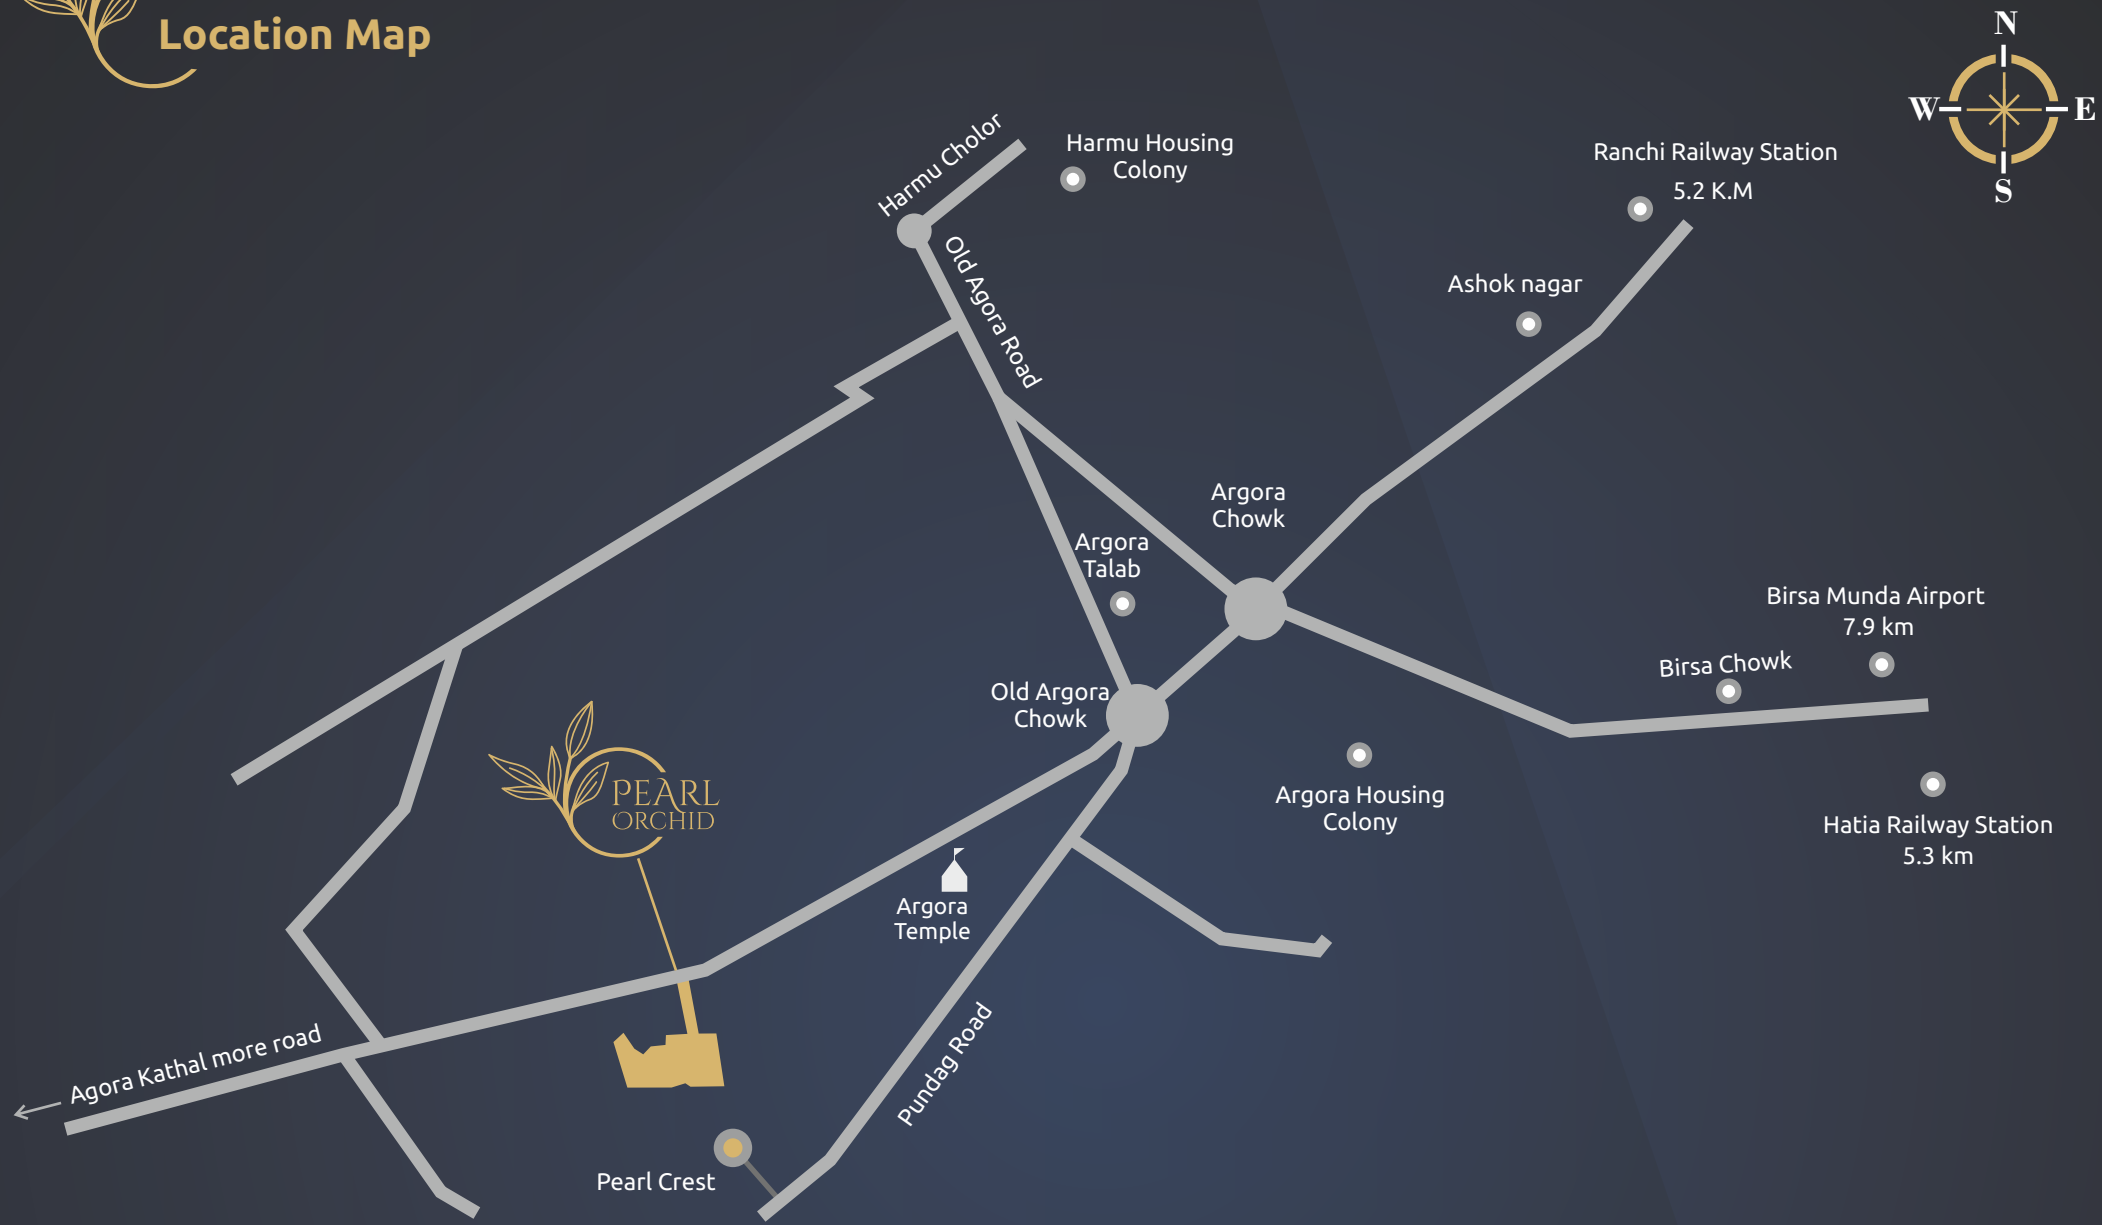 Location Map
N
W
E
S
Harmu Cholor
Harmu Housing
Colony
Ranchi Railway Station
5.2 K.M
Old Agora Road
Ashok nagar
Argora
Chowk
Argora
Talab
Birsa Munda Airport
7.9 km
Birsa Chowk
Old Argora
Chowk
PEARL
ORCHID
Argora Housing
Colony
Hatia Railway Station
5.3 km
Argora
Temple
Agora Kathal more road
Pundag Road
Pearl Crest